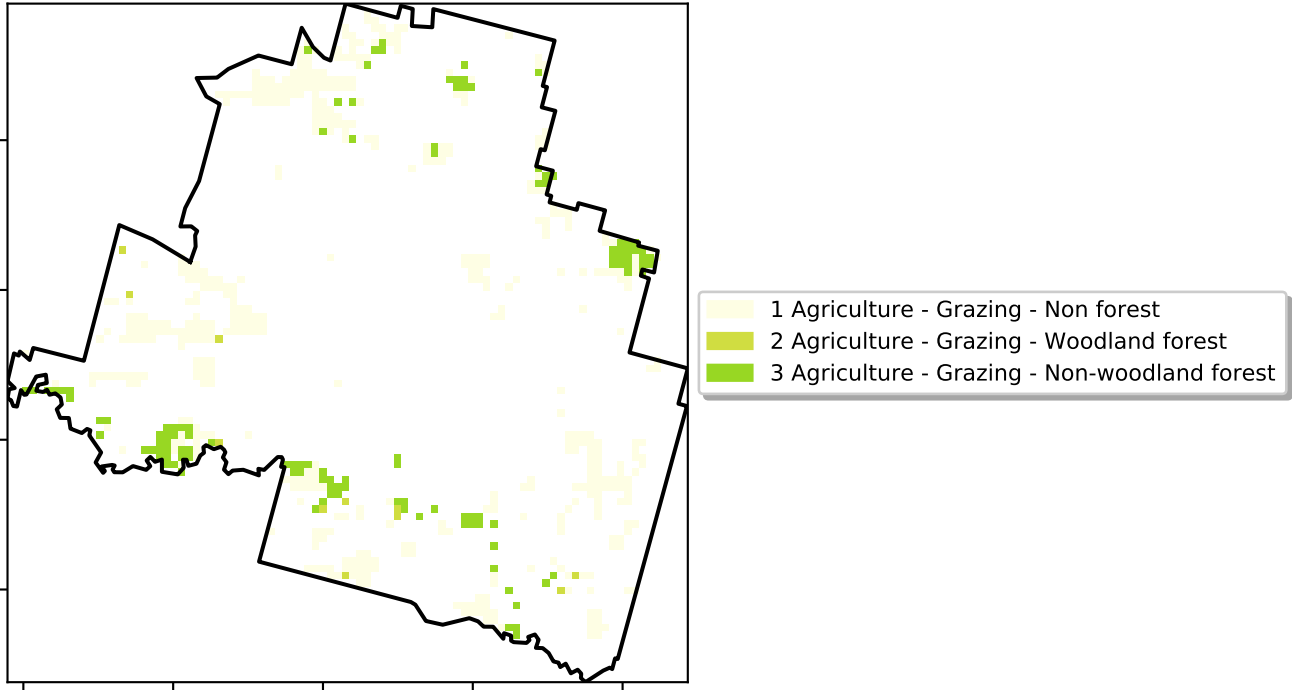 1 Agriculture - Grazing - Non forest
2 Agriculture - Grazing - Woodland forest
3 Agriculture - Grazing - Non-woodland forest